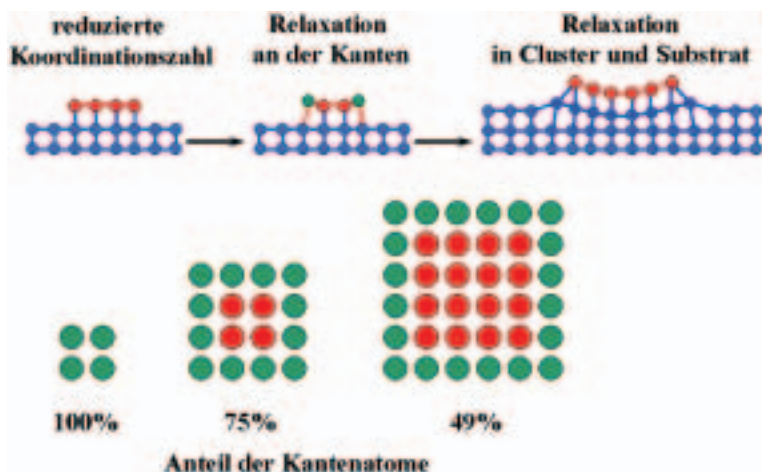 reduzierte
Koordinationszahl
Relaxation
an der Kanten
Relaxation
in Cluster und Substrat
100%
75%
49%
Anteil der Kantenatome